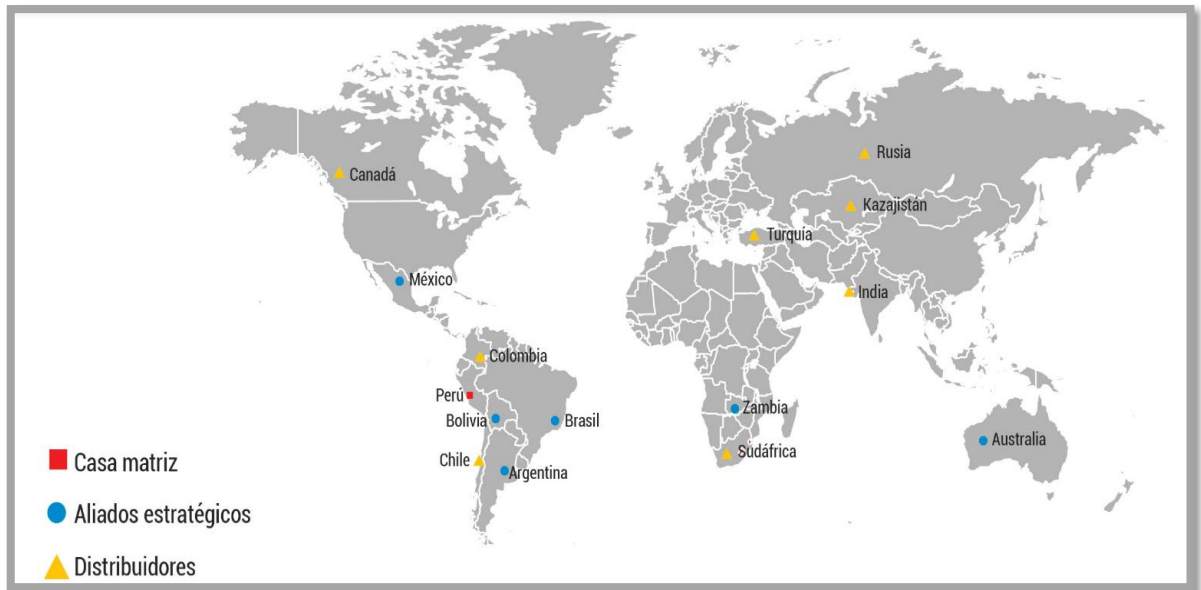 Rusia
Canadá
Kazajistán
Turquía
México
India
Colombia
Perú
Zambia
Bolivia
Brasil
Australia
Sudáfrica
Chile
Argentina
Casa matriz
Aliados estratégicos
Distribuidores